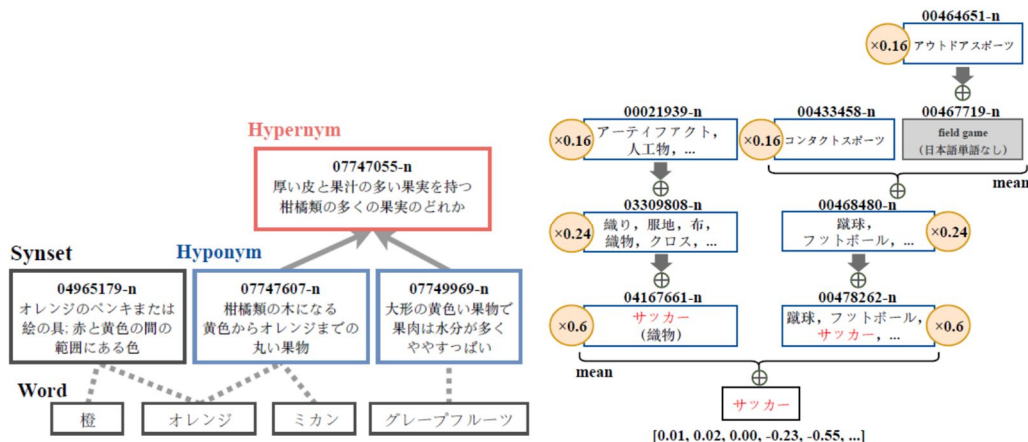 Hypernym
07747055-n
厚い皮と果汁の多い果実を持つ
柑橘類の多くの果実のどれか
Synset
Hyponym
04965179-n
オレンジのペンキまたは
絵の具; 赤と黄色の間の
範囲にある色
07747607-n
柑橘類の木になる
黄色からオレンジまでの
丸い果物
07749969-n
大形の黄色い果物で
果肉は水分が多く
ややすっぱい
Word
橙
オレンジ
ミカン
グレープフルーツ
00464651-n
×0.16
アウトドアスポーツ
00021939-n
×0.16
アーティファクト,
人工物, ...
00433458-n
×0.16
コンタクトスポーツ
00467719-n
field game
(日本語単語なし)
mean
03309808-n
×0.24
織り, 服地, 布,
織物, クロス, ...
00468480-n
蹴球,
フットボール, ...
×0.24
04167661-n
×0.6
サッカー
(織物)
00478262-n
蹴球, フットボール,
サッカー, ...
×0.6
mean
サッカー
[0.01, 0.02, 0.00, -0.23, -0.55, ...]